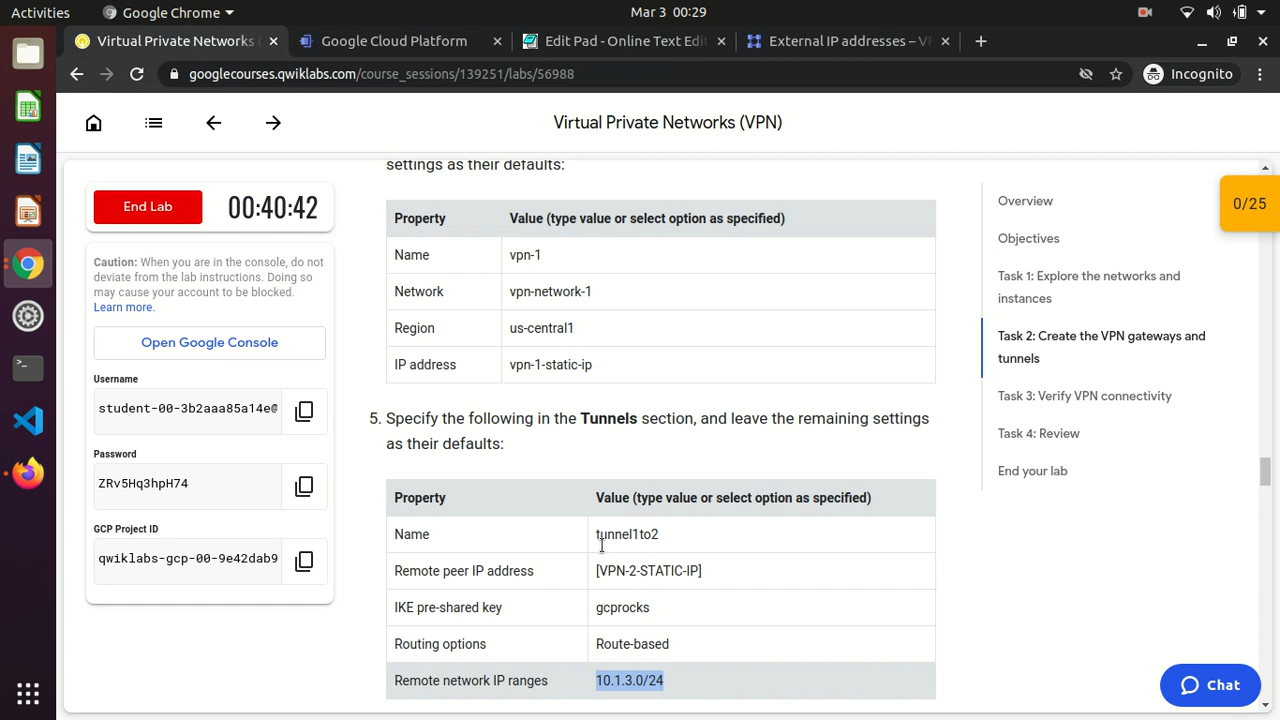 Activities
Google Chrome
Mar 3 00:29
Virtual Private Networks (
Google Cloud Platform
Edit Pad - Online Text Edit
External IP addresses – VP
googlecourses.qwiklabs.com/course_sessions/139251/labs/56988
Incognito
Virtual Private Networks (VPN)
End Lab
00:40:42
Caution: When you are in the console, do not
deviate from the lab instructions. Doing so
may cause your account to be blocked.
Learn more.
Open Google Console
Username
student-00-3b2aaa85a14e@
Password
ZRv5Hq3hpH74
GCP Project ID
qwiklabs-gcp-00-9e42dab9
settings as their defaults:
Property Value (type value or select option as specified)
Name vpn-1
Network vpn-network-1
Region us-central1
IP address vpn-1-static-ip
5. Specify the following in the Tunnels section, and leave the remaining settings
as their defaults:
Property Value (type value or select option as specified)
Name tunnel1to2
Remote peer IP address [VPN-2-STATIC-IP]
IKE pre-shared key gcprocks
Routing options Route-based
Remote network IP ranges 10.1.3.0/24
Overview
Objectives
Task 1: Explore the networks and
instances
Task 2: Create the VPN gateways and
tunnels
Task 3: Verify VPN connectivity
Task 4: Review
End your lab
0/25
Chat